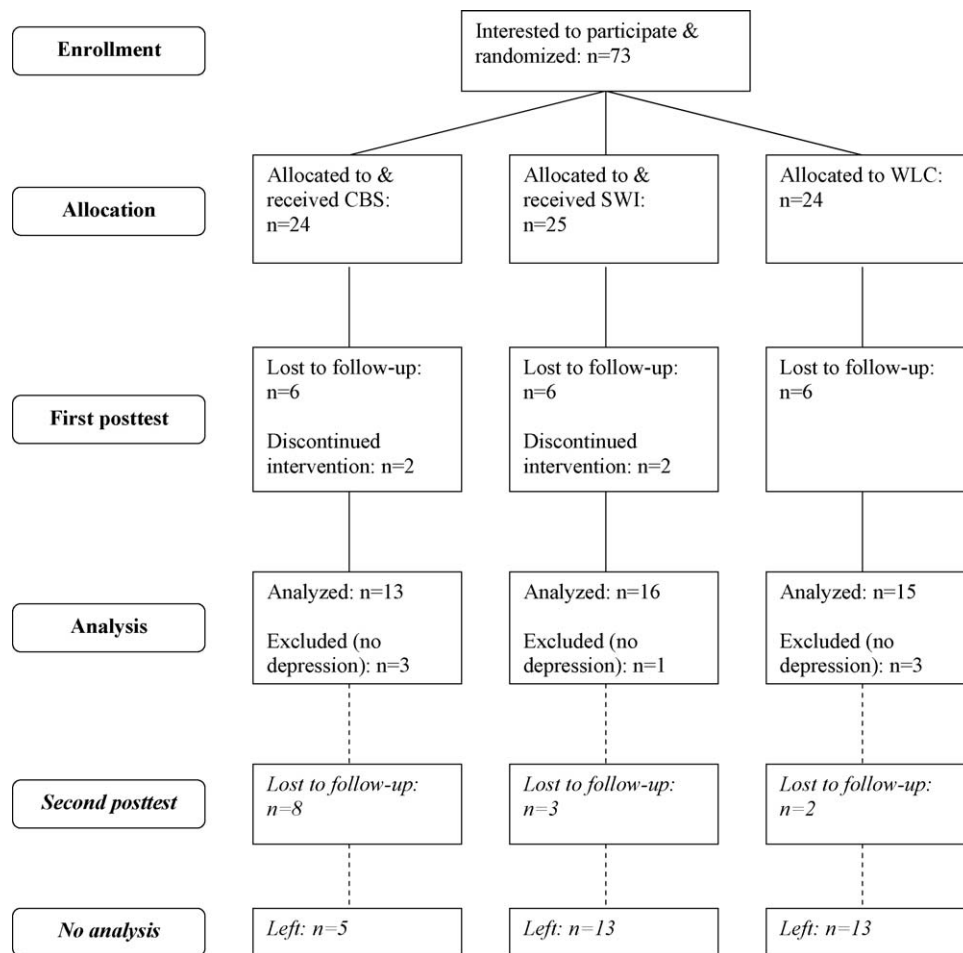 Enrollment
Interested to participate &
randomized: n=73
Allocation
Allocated to &
received CBS:
n=24
Allocated to &
received SWI:
n=25
Allocated to WLC:
n=24
First posttest
Lost to follow-up:
n=6
Discontinued
intervention: n=2
Lost to follow-up:
n=6
Discontinued
intervention: n=2
Lost to follow-up:
n=6
Analysis
Analyzed: n=13
Excluded (no
depression): n=3
Analyzed: n=16
Excluded (no
depression): n=1
Analyzed: n=15
Excluded (no
depression): n=3
Second posttest
Lost to follow-up:
n=8
Lost to follow-up:
n=3
Lost to follow-up:
n=2
No analysis
Left: n=5
Left: n=13
Left: n=13